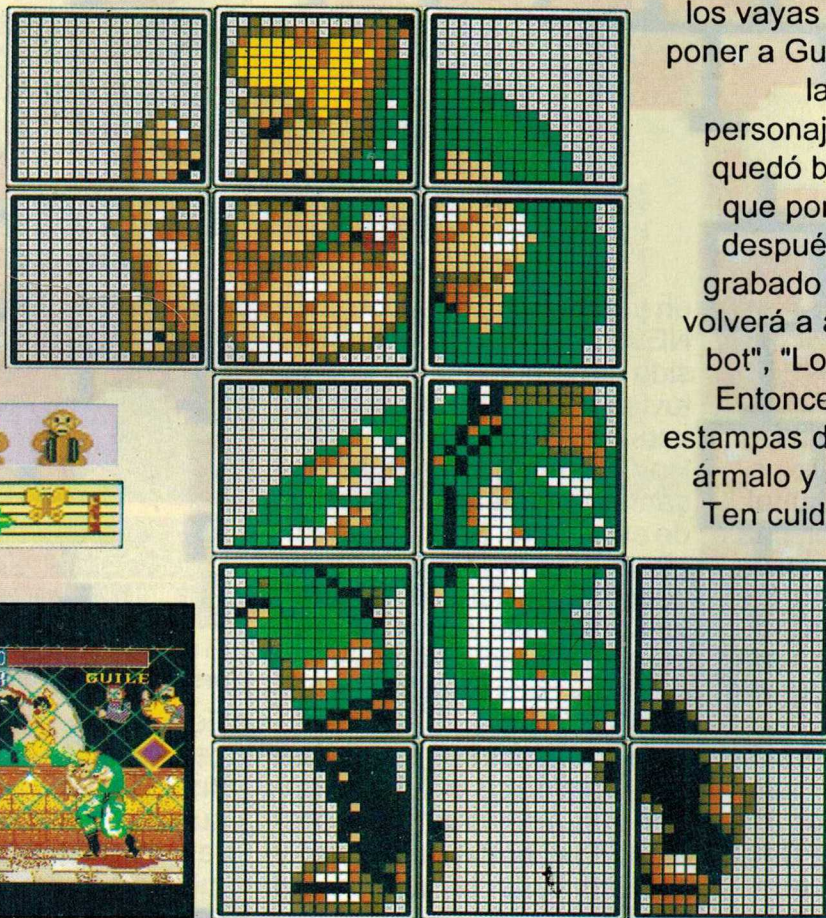 los vayas
poner a Gu
la
personaj
quedó b
que por
despué
grabado
volverá a a
bot", "Lo
Entonce
estampas d
ármalo y
Ten cuid
GUILE